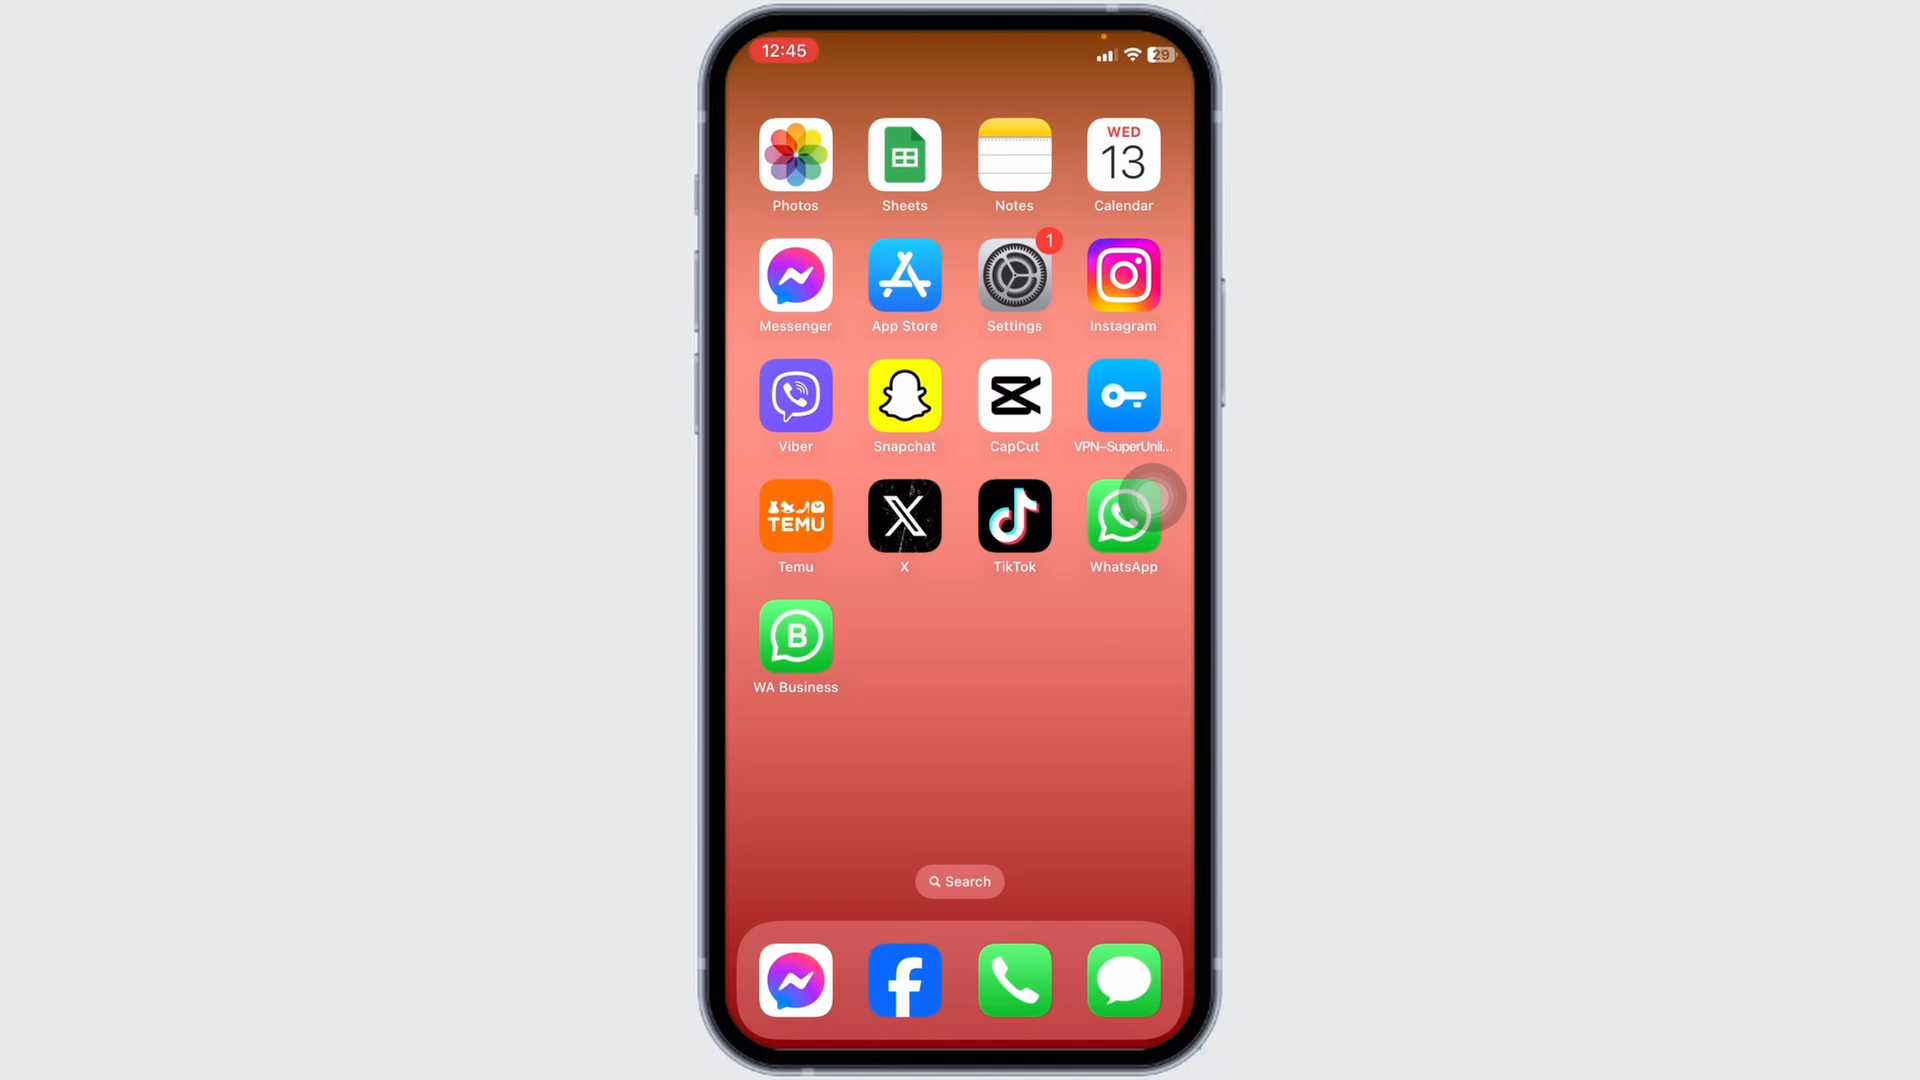 12:45
29
WED
13
Photos
Sheets
Notes
Calendar
1
Messenger
App Store
Settings
Instagram
Viber
Snapchat
CapCut
VPN–SuperUnli...
TEMU
Temu
X
TikTok
WhatsApp
B
WA Business
Search